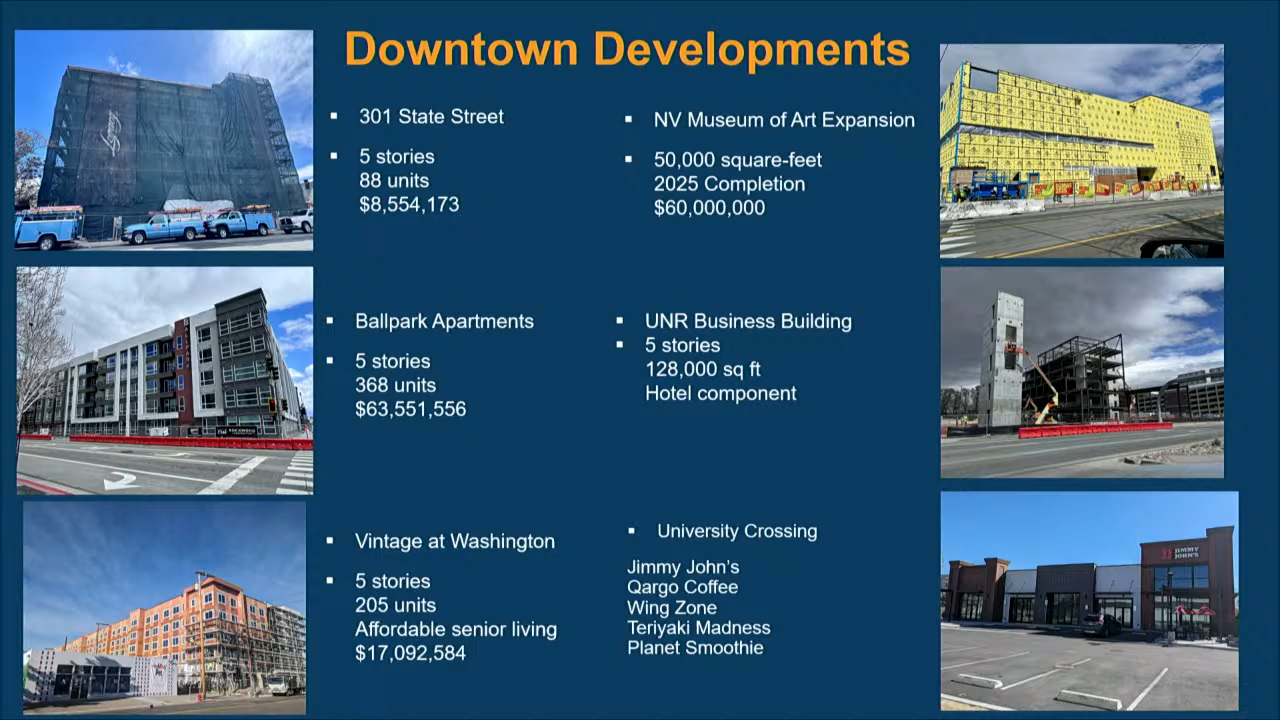 Downtown Developments
▪ 301 State Street
▪ 5 stories
88 units
$8,554,173
▪ NV Museum of Art Expansion
▪ 50,000 square-feet
2025 Completion
$60,000,000
▪ Ballpark Apartments
▪ 5 stories
368 units
$63,551,556
▪ UNR Business Building
▪ 5 stories
128,000 sq ft
Hotel component
▪ Vintage at Washington
▪ 5 stories
205 units
Affordable senior living
$17,092,584
▪ University Crossing
Jimmy John’s
Qargo Coffee
Wing Zone
Teriyaki Madness
Planet Smoothie
JIMMY
JOHN'S